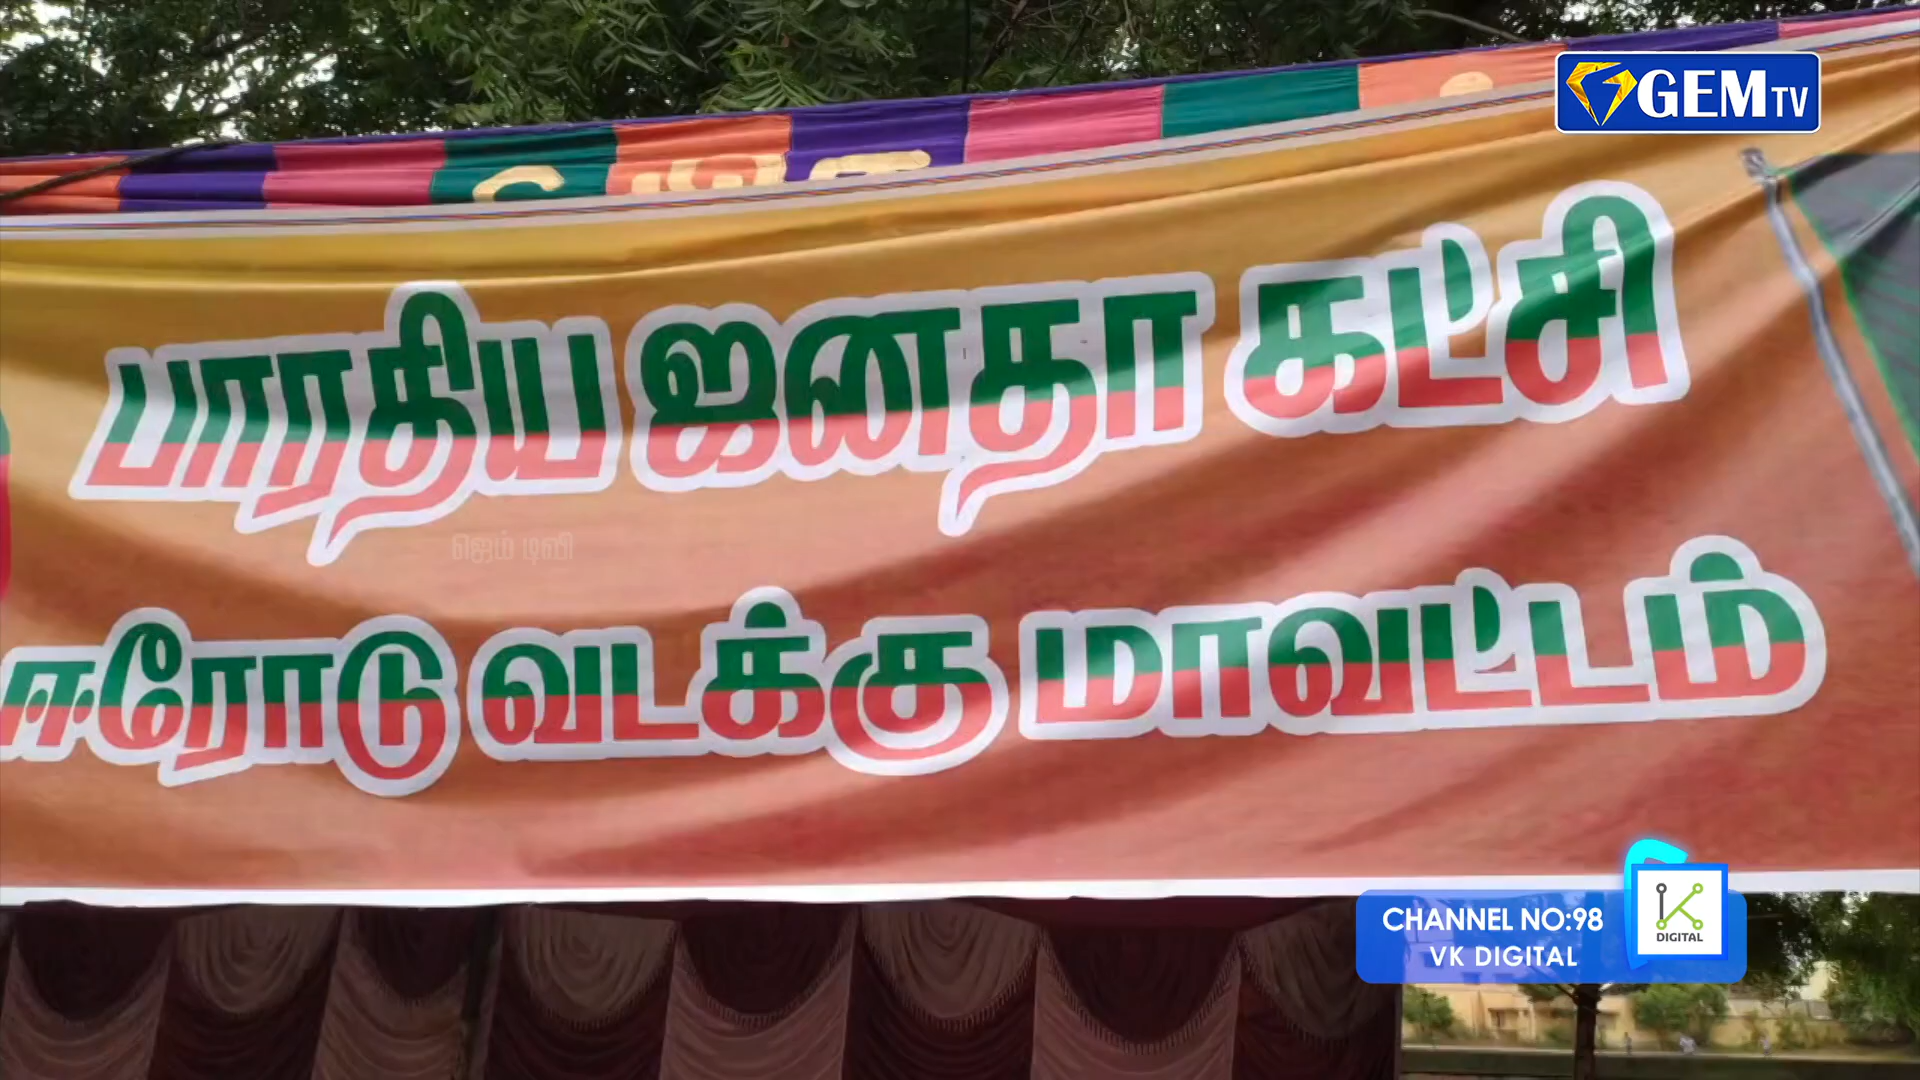 GEM TV
பாரதிய ஜனதா கட்சி
ஜெம் டிவி
ஈரோடு வடக்கு மாவட்டம்
CHANNEL NO:98
VK DIGITAL
K
DIGITAL